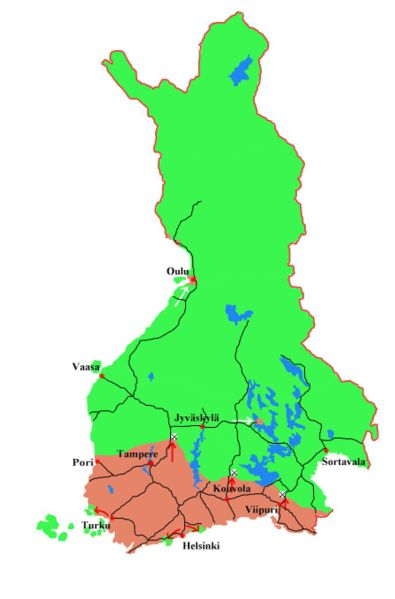 Oulu
Vaasa
Jyväskylä
Tampere
Pori
Sortavala
Kouvola
Viipuri
Turku
Helsinki